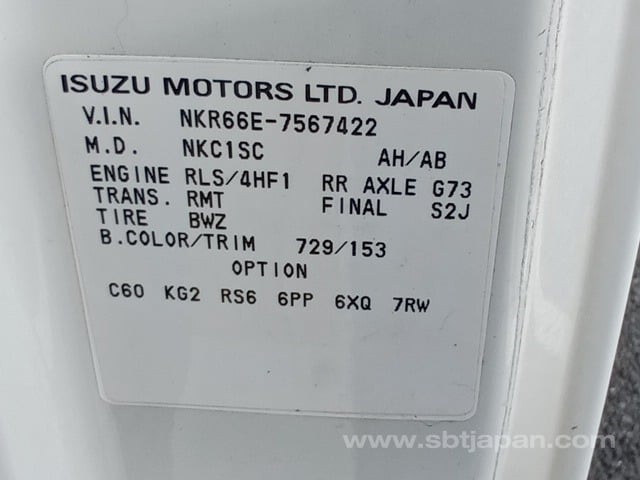 ISUZU MOTORS LTD. JAPAN
V.I.N. NKR66E-7567422
M.D. NKC1SC AH/AB
ENGINE RLS/4HF1 RR AXLE G73
TRANS. RMT FINAL S2J
TIRE BWZ
B.COLOR/TRIM 729/153
OPTION
C60 KG2 RS6 6PP 6XQ 7RW
www.sbtjapan.com